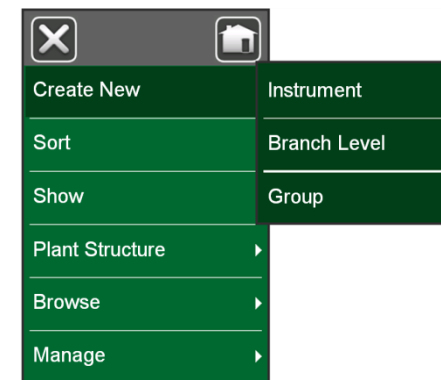 Create New
Instrument
Sort
Branch Level
Show
Group
Plant Structure
Browse
Manage